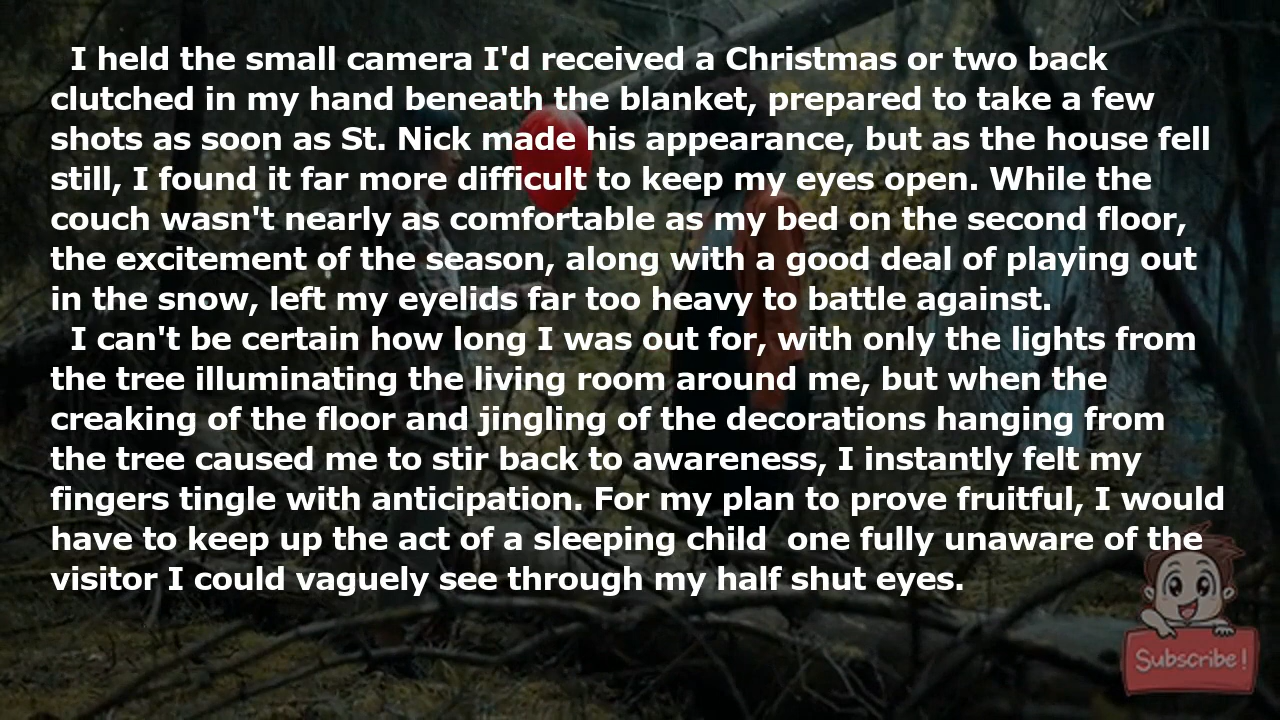 I held the small camera I'd received a Christmas or two back
clutched in my hand beneath the blanket, prepared to take a few
shots as soon as St. Nick made his appearance, but as the house fell
still, I found it far more difficult to keep my eyes open. While the
couch wasn't nearly as comfortable as my bed on the second floor,
the excitement of the season, along with a good deal of playing out
in the snow, left my eyelids far too heavy to battle against.
I can't be certain how long I was out for, with only the lights from
the tree illuminating the living room around me, but when the
creaking of the floor and jingling of the decorations hanging from
the tree caused me to stir back to awareness, I instantly felt my
fingers tingle with anticipation. For my plan to prove fruitful, I would
have to keep up the act of a sleeping child  one fully unaware of the
visitor I could vaguely see through my half shut eyes.
Subscribe!